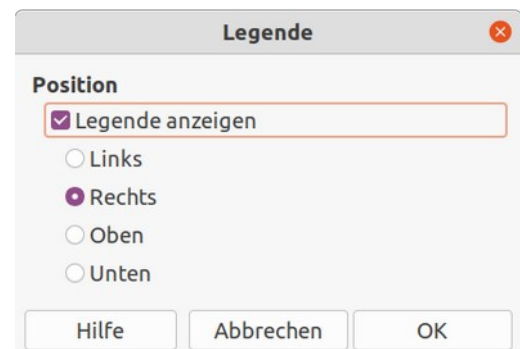 Legende
Position
Legende anzeigen
Links
Rechts
Oben
Unten
Hilfe Abbrechen OK